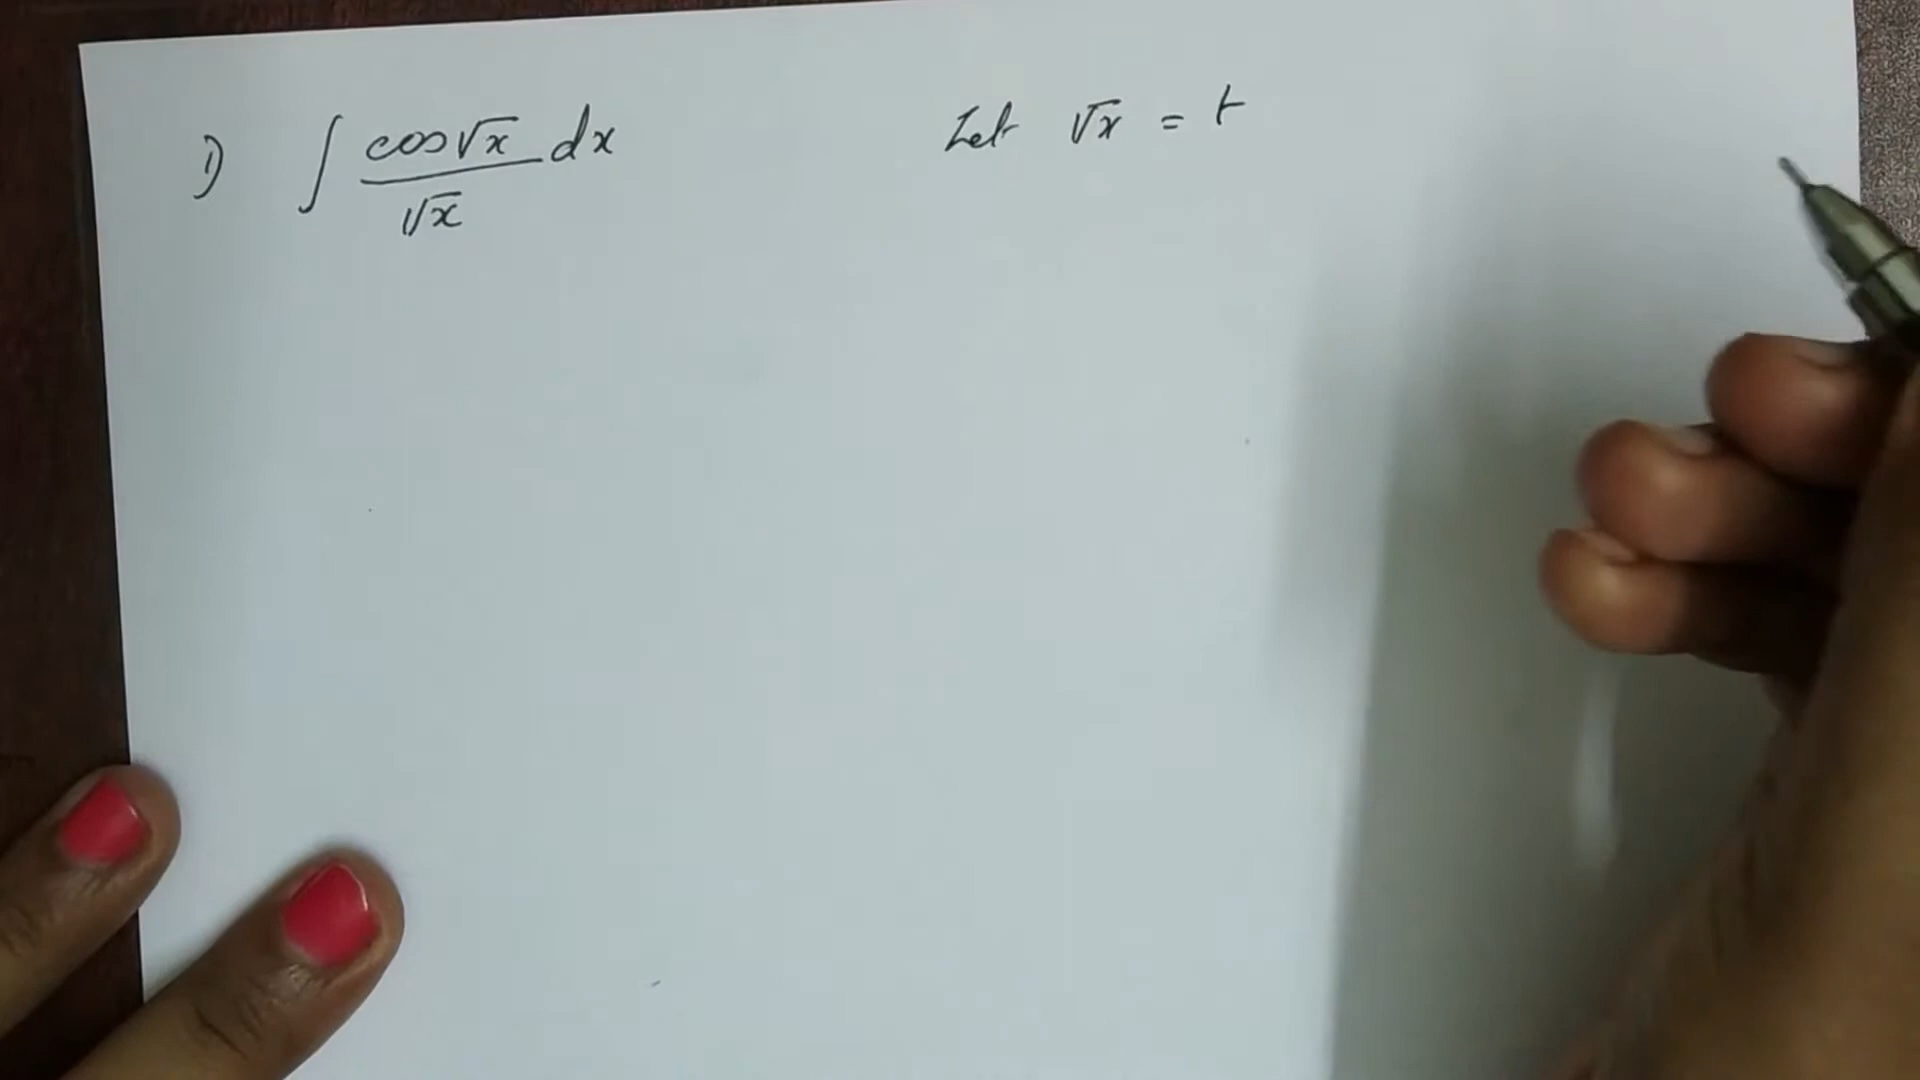 1) ∫ cos√x / √x dx
Let √x = t